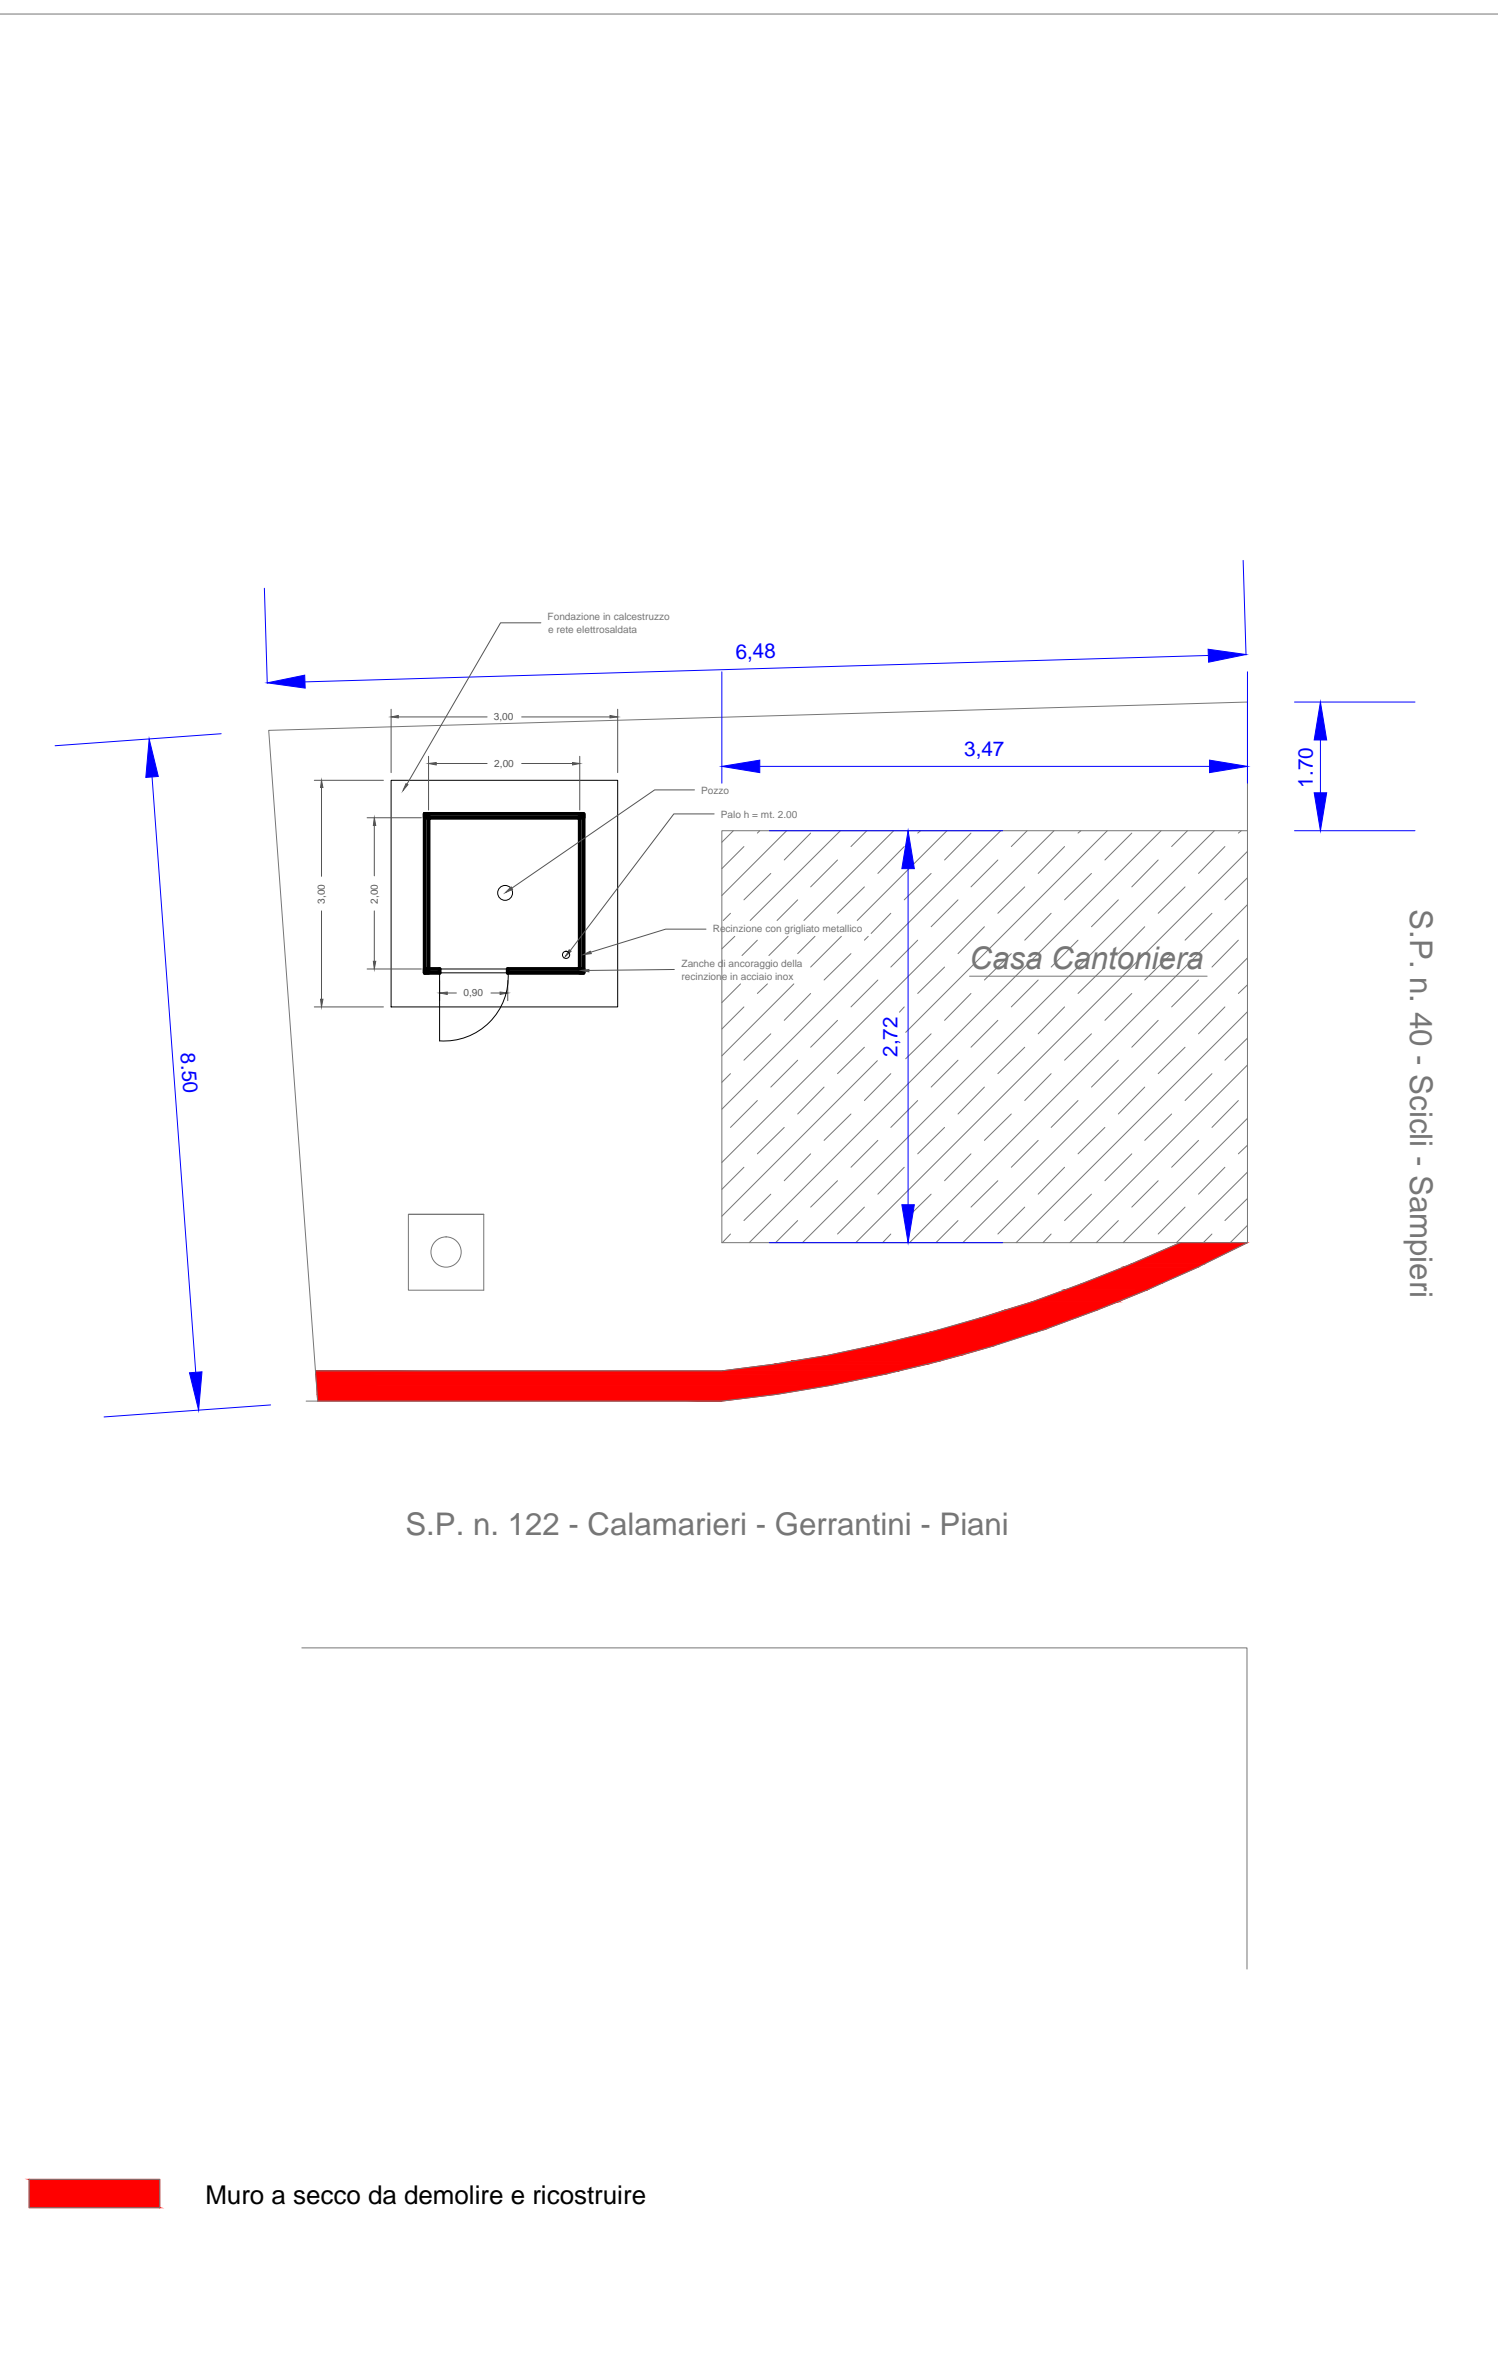 Fondazione in calcestruzzo
e rete elettrosaldata
6,48
3,00
2,00
3,47
1.70
Pozzo
Palo h = mt. 2.00
3,00
2,00
Recinzione con grigliato metallico
Casa Cantoniera
Zanche di ancoraggio della
recinzione in acciaio inox
0,90
2,72
8.50
S.P. n. 40 - Scicli - Sampieri
S.P. n. 122 - Calamarieri - Gerrantini - Piani
Muro a secco da demolire e ricostruire